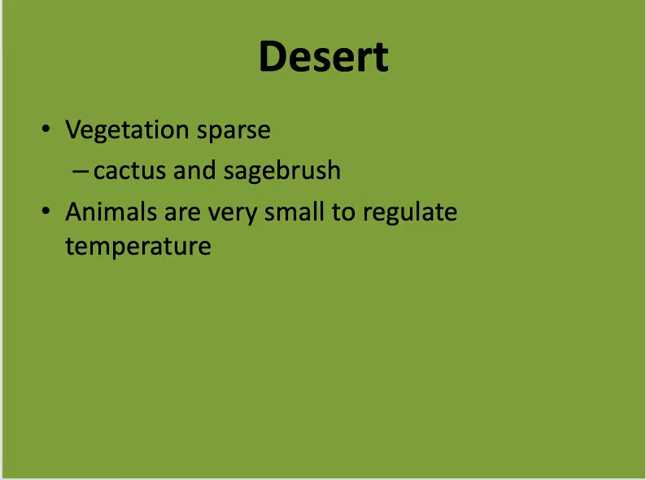 Desert
• Vegetation sparse
– cactus and sagebrush
• Animals are very small to regulate
temperature